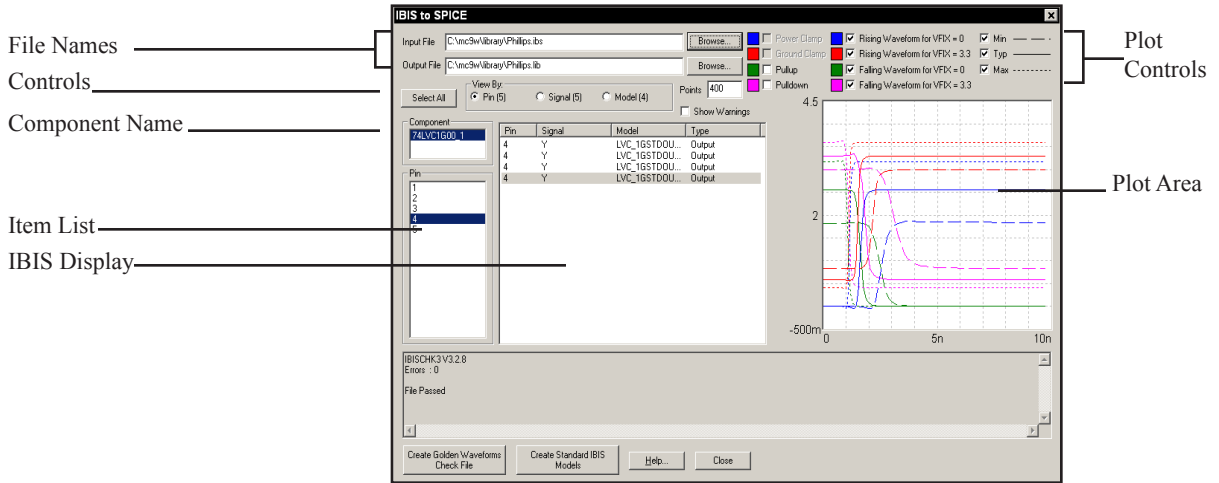 IBIS to SPICE
File Names
Input File C:\mc9w\library\Phillips.ibs Browse...
Output File C:\mc9w\library\Phillips.lib Browse...
Power Clamp Rising Waveform for VFIX = 0 Min
Ground Clamp Rising Waveform for VFIX = 3.3 Typ
Pullup Falling Waveform for VFIX = 0 Max
Pulldown Falling Waveform for VFIX = 3.3
Plot
Controls
Controls
Select All
View By:
Pin (5) Signal (5) Model (4)
Points 400
Show Warnings
Component Name
Component
74LVC1G00_1
Pin Signal Model Type
4 Y LVC_1GSTDOU... Output
4 Y LVC_1GSTDOU... Output
4 Y LVC_1GSTDOU... Output
4 Y LVC_1GSTDOU... Output
Item List
IBIS Display
Pin
1
2
3
4
5
4.5
2
-500m
0 5n 10n
Plot Area
IBISCHK3 V3.2.8
Errors : 0
File Passed
Create Golden Waveforms
Check File
Create Standard IBIS
Models
Help...
Close